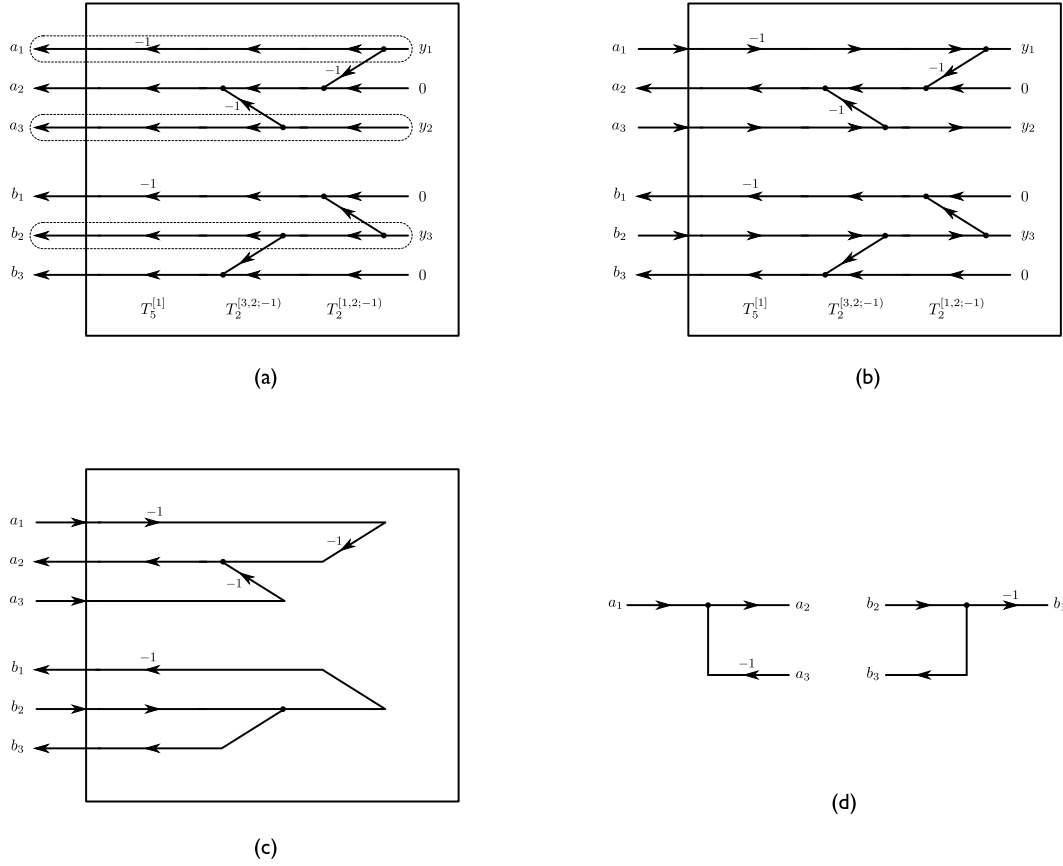 a₁ −1 y₁
a₂ −1 0
a₃ −1 y₂
b₁ −1 0
b₂ y₃
b₃ 0
T₅^{[1]} T₂^{[3,2;−1)} T₂^{[1,2;−1)}
(a)
a₁ −1 y₁
a₂ −1 0
a₃ −1 y₂
b₁ −1 0
b₂ y₃
b₃ 0
T₅^{[1]} T₂^{[3,2;−1)} T₂^{[1,2;−1)}
(b)
a₁ −1
a₂ −1
a₃ −1
b₁ −1
b₂
b₃
(c)
a₁ a₂ b₂ −1 b₁
−1 a₃ b₃
(d)